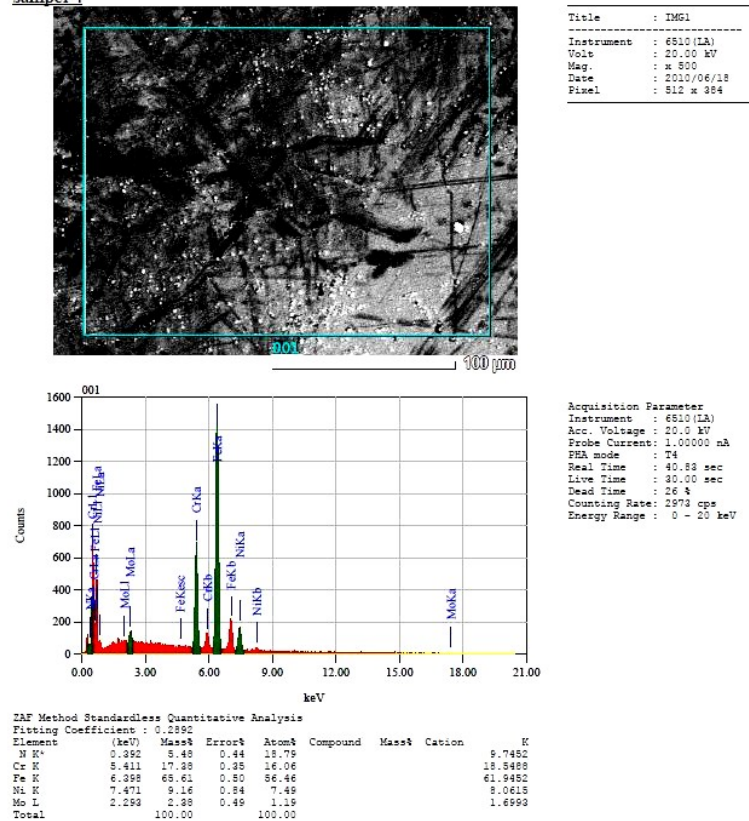 Title : IMG1
---------------------------
Instrument : 6510(LA)
Volt : 20.00 kV
Mag. : x 500
Date : 2010/06/18
Pixel : 512 x 384
001
100 µm
001
1600
1400
1200
1000
800
600
400
200
0
Counts
0.00 3.00 6.00 9.00 12.00 15.00 18.00 21.00
keV
NKa
MoLl
MoLa
FeKesc
CrKa
CrKb
FeKa
FeKb
NiKa
NiKb
MoKa
Acquisition Parameter
Instrument : 6510(LA)
Acc. Voltage : 20.0 kV
Probe Current: 1.00000 nA
PHA mode : T4
Real Time : 40.83 sec
Live Time : 30.00 sec
Dead Time : 26 %
Counting Rate: 2973 cps
Energy Range : 0 - 20 keV
ZAF Method Standardless Quantitative Analysis
Fitting Coefficient : 0.2892
Element (keV) Mass% Error% Atom% Compound Mass% Cation K
N K* 0.392 5.48 0.44 18.79 9.7452
Cr K 5.411 17.38 0.35 16.06 18.5488
Fe K 6.398 65.61 0.50 56.46 61.9452
Ni K 7.471 9.16 0.84 7.49 8.0615
Mo L 2.293 2.38 0.49 1.19 1.6993
Total 100.00 100.00